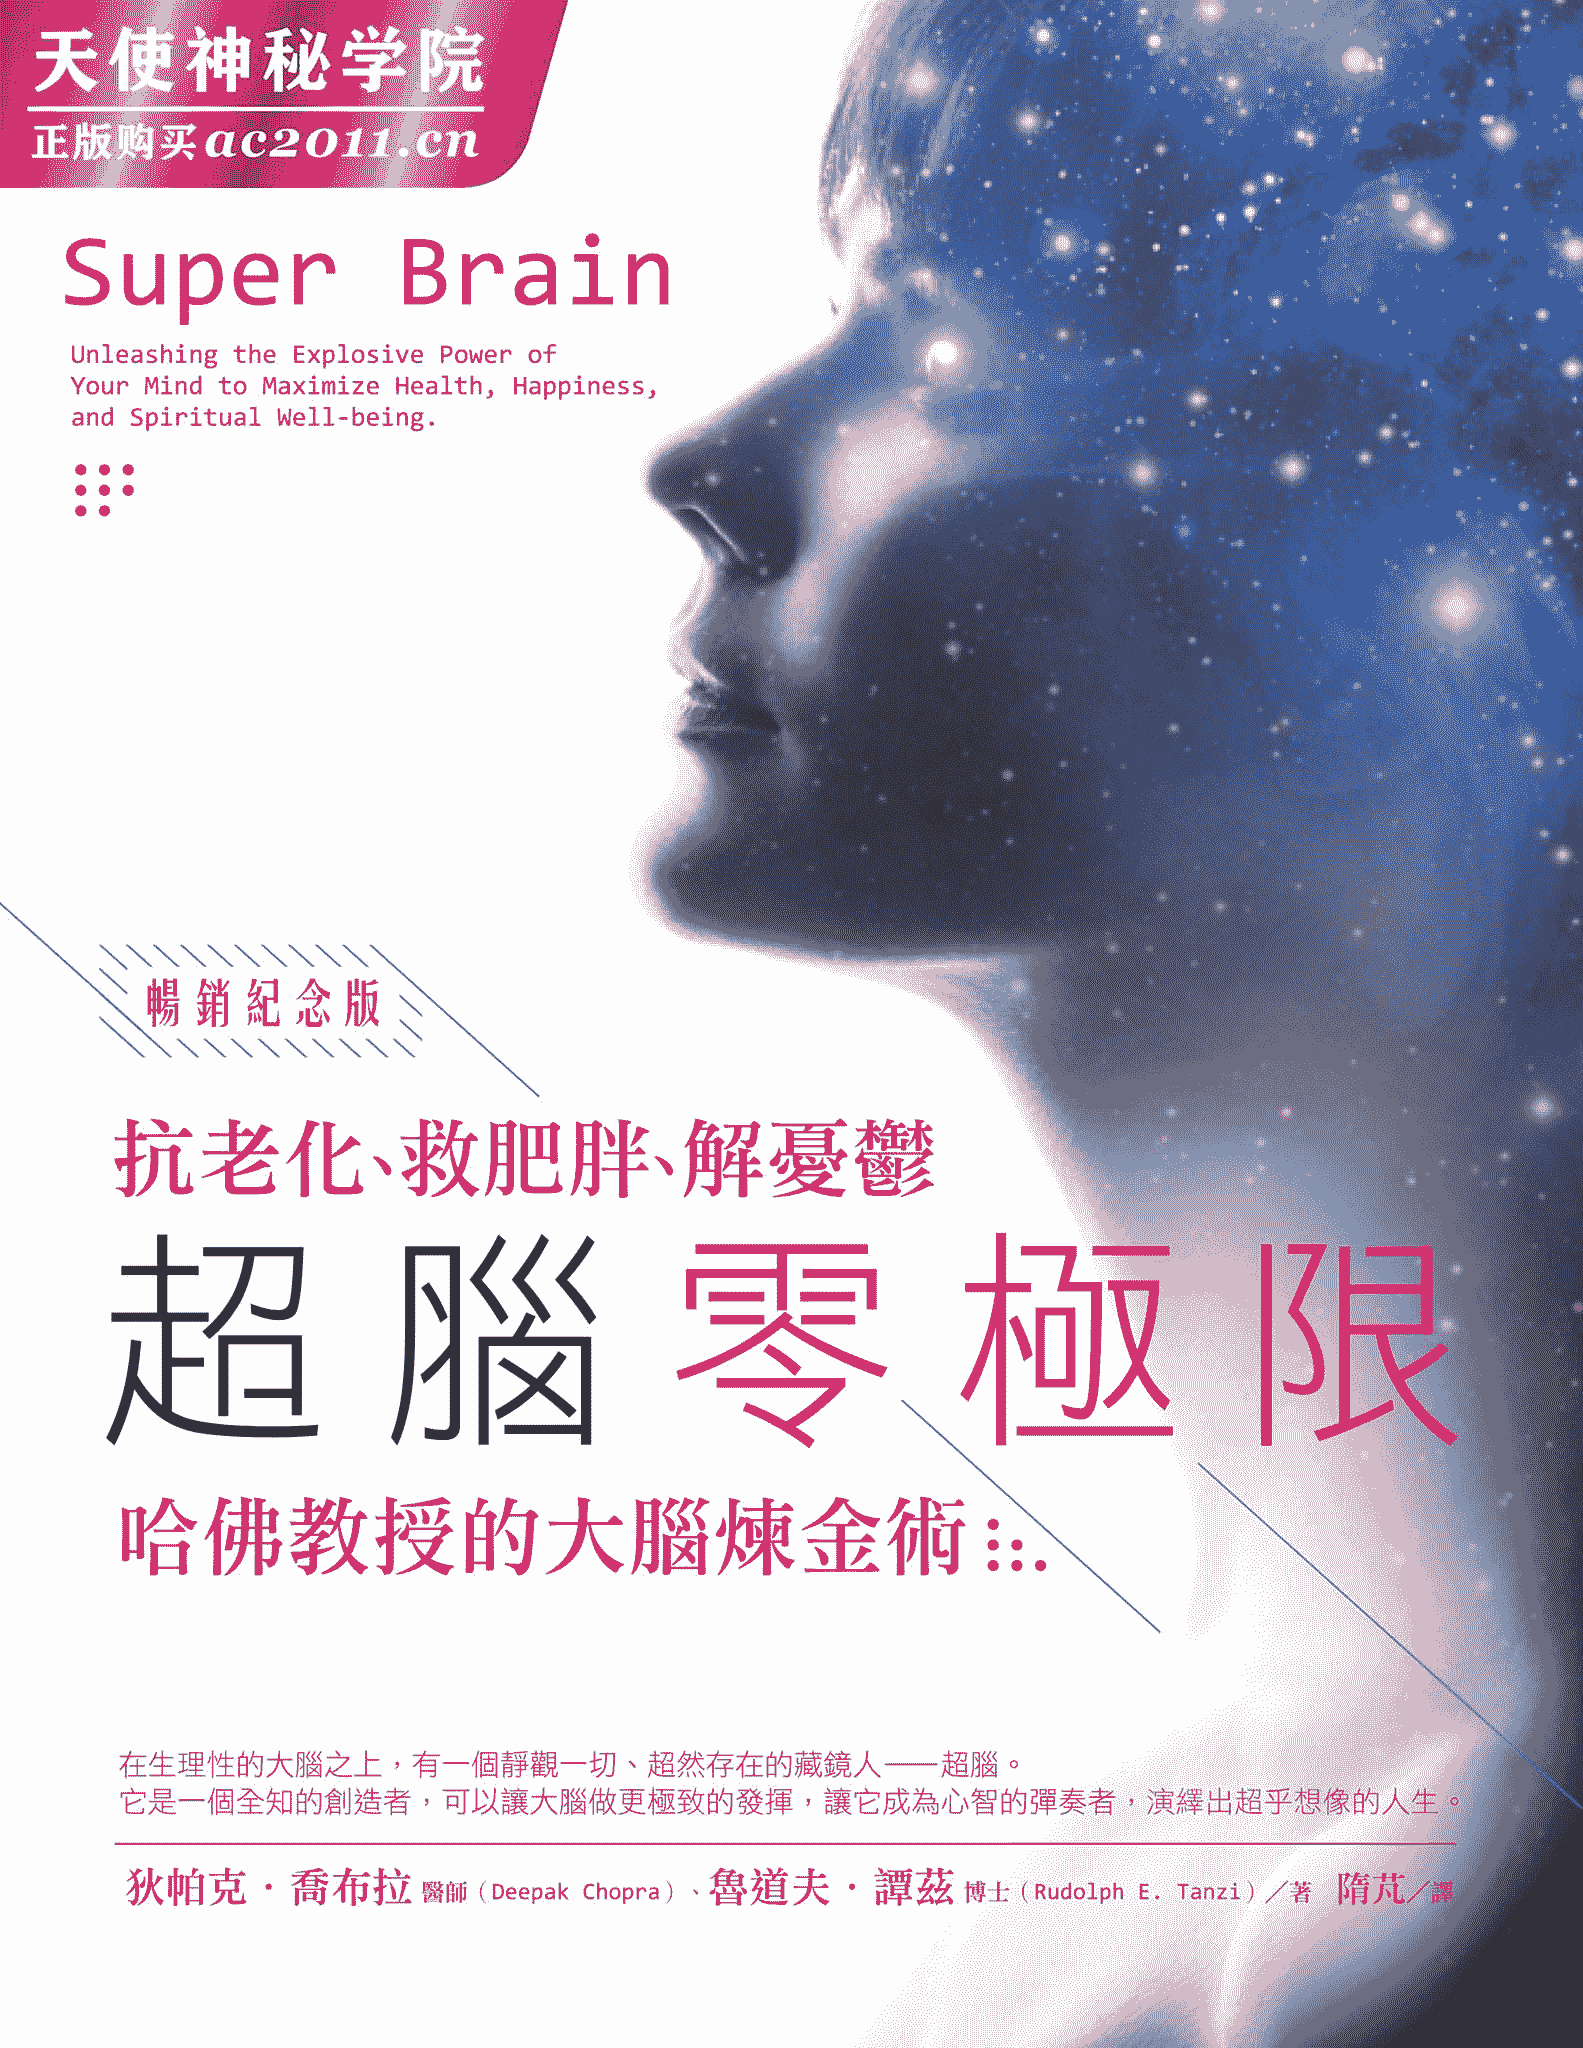 天使神秘学院
正版购买ac2011.cn
Super Brain
Unleashing the Explosive Power of
Your Mind to Maximize Health, Happiness,
and Spiritual Well-being.
暢銷紀念版
抗老化、救肥胖、解憂鬱
超腦零極限
哈佛教授的大腦煉金術
在生理性的大腦之上，有一個靜觀一切、超然存在的藏鏡人——超腦。
它是一個全知的創造者，可以讓大腦做更極致的發揮，讓它成為心智的彈奏者，演繹出超乎想像的人生。
狄帕克・喬布拉 醫師（Deepak Chopra）、魯道夫・譚茲 博士（Rudolph E. Tanzi）／著 隋芃／譯